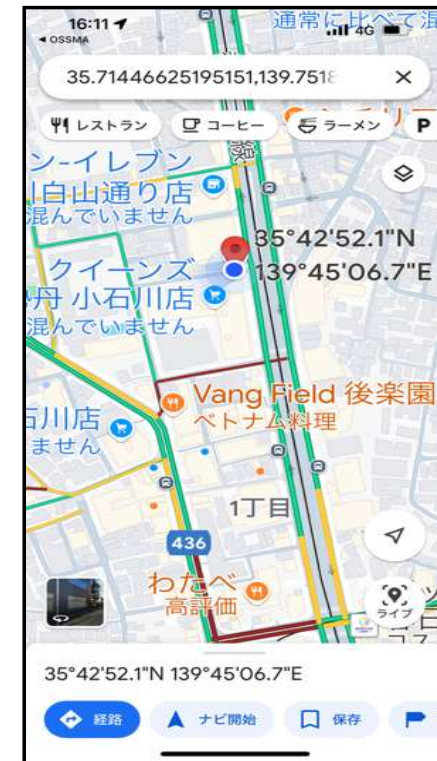 16:11
4G
◂ OSSMA
通常に比べて混
35.71446625195151,139.7518
レストラン
コーヒー
ラーメン
P
ン-イレブン
白山通り店
混んでいません
線
35°42'52.1"N
139°45'06.7"E
クイーンズ
丹 小石川店
混んでいません
Vang Field 後楽園
ベトナム料理
石川店
ません
1丁目
436
わたべ
高評価
ライブ
35°42'52.1"N 139°45'06.7"E
経路
ナビ開始
保存